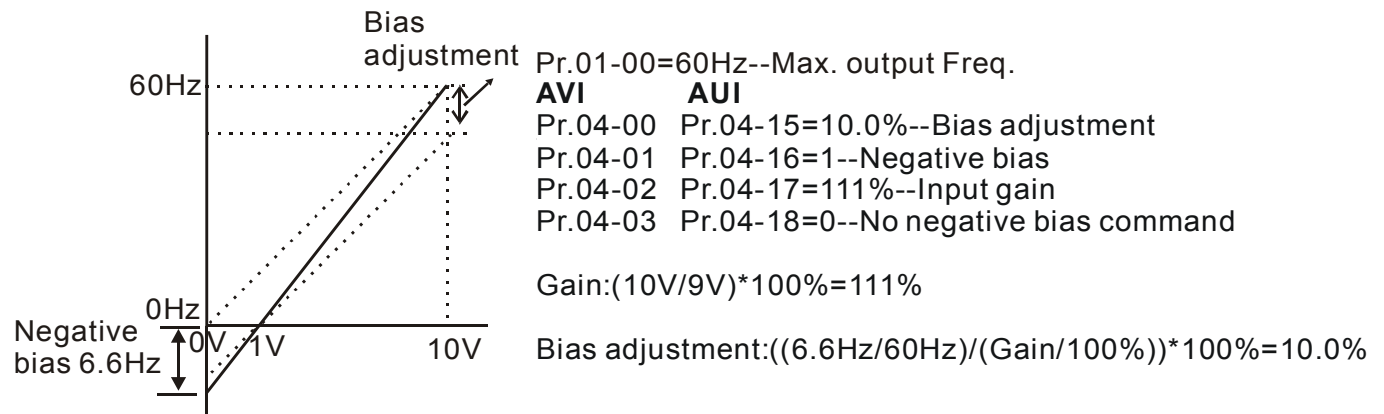 Bias
adjustment
60Hz
0Hz
Negative
bias 6.6Hz
0V
1V
10V
Pr.01-00=60Hz--Max. output Freq.
AVI AUI
Pr.04-00 Pr.04-15=10.0%--Bias adjustment
Pr.04-01 Pr.04-16=1--Negative bias
Pr.04-02 Pr.04-17=111%--Input gain
Pr.04-03 Pr.04-18=0--No negative bias command
Gain:(10V/9V)*100%=111%
Bias adjustment:((6.6Hz/60Hz)/(Gain/100%))*100%=10.0%